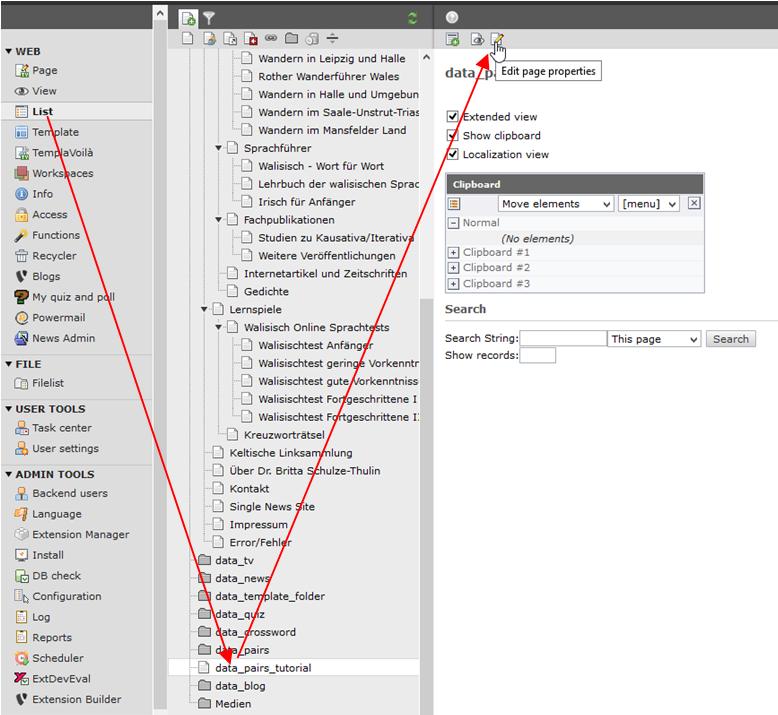 WEB
Page
View
List
Template
TemplaVoilà
Workspaces
Info
Access
Functions
Recycler
Blogs
My quiz and poll
Powermail
News Admin
FILE
Filelist
USER TOOLS
Task center
User settings
ADMIN TOOLS
Backend users
Language
Extension Manager
Install
DB check
Configuration
Log
Reports
Scheduler
ExtDevEval
Extension Builder
Wandern in Leipzig und Halle
Rother Wanderführer Wales
Wandern in Halle und Umgebun
Wandern im Saale-Unstrut-Trias
Wandern im Mansfelder Land
Sprachführer
Walisisch - Wort für Wort
Lehrbuch der walisischen Sprac
Irisch für Anfänger
Fachpublikationen
Studien zu Kausativa/Iterativa
Weitere Veröffentlichungen
Internetartikel und Zeitschriften
Gedichte
Lernspiele
Walisisch Online Sprachtests
Walisischtest Anfänger
Walisischtest geringe Vorkenntr
Walisischtest gute Vorkenntniss
Walisischtest Fortgeschrittene I
Walisischtest Fortgeschrittene I
Kreuzworträtsel
Keltische Linksammlung
Über Dr. Britta Schulze-Thulin
Kontakt
Single News Site
Impressum
Error/Fehler
data_tv
data_news
data_template_folder
data_quiz
data_crossword
data_pairs
data_pairs_tutorial
data_blog
Medien
Edit page properties
data_p
Extended view
Show clipboard
Localization view
Clipboard
Move elements [menu]
Normal
(No elements)
Clipboard #1
Clipboard #2
Clipboard #3
Search
Search String: This page Search
Show records: